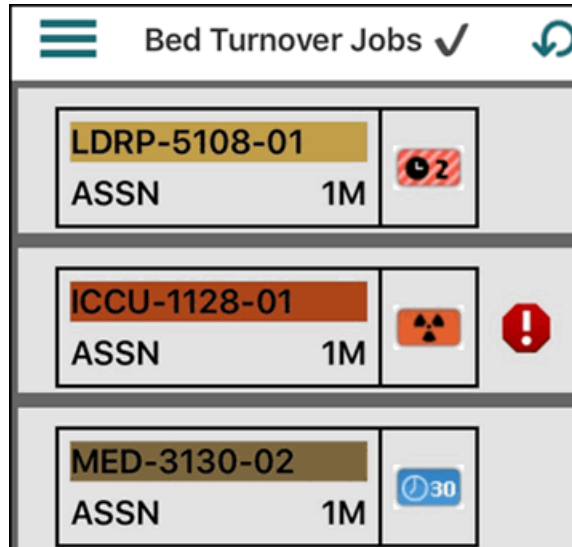 Bed Turnover Jobs ✓
LDRP-5108-01
2
ASSN 1M
ICCU-1128-01
!
ASSN 1M
MED-3130-02
30
ASSN 1M